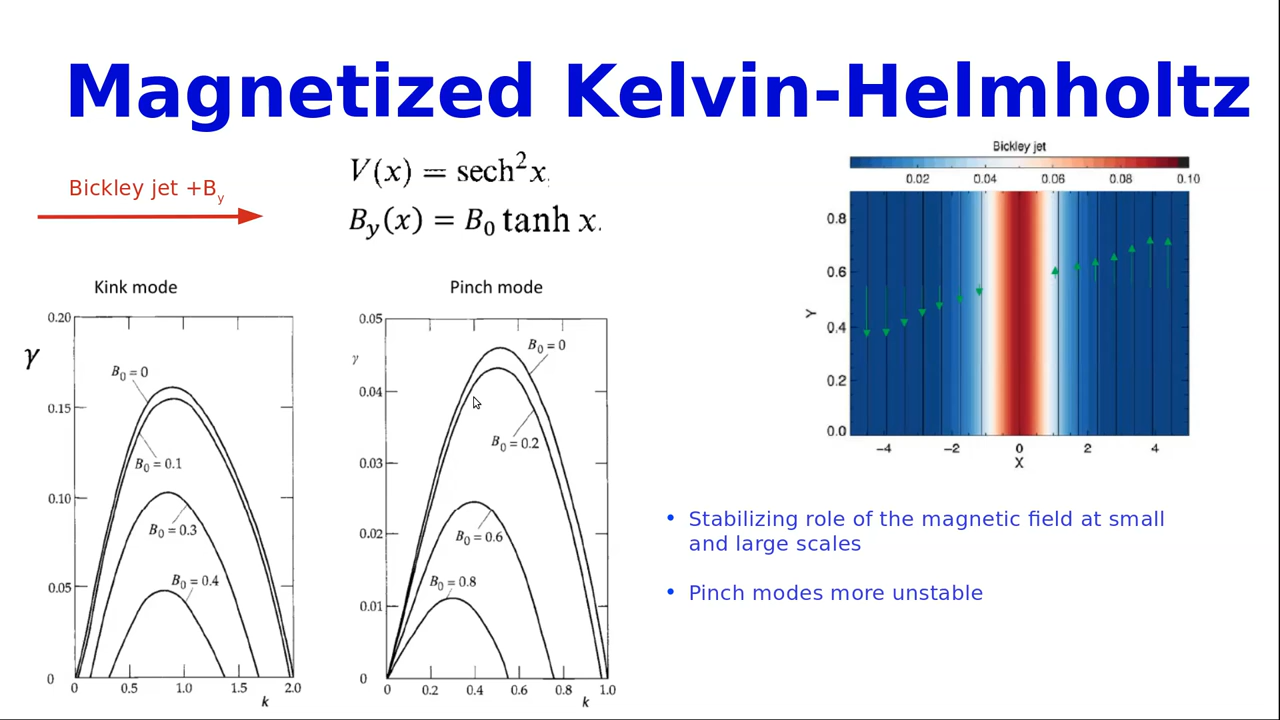 Magnetized Kelvin-Helmholtz
Bickley jet +B_y
V(x) = sech²x
B_y(x) = B₀ tanh x.
Bickley jet
0.02 0.04 0.06 0.08 0.10
0.8
0.6
0.4
0.2
0.0
Y
-4 -2 0 2 4
X
Kink mode
γ
0.20
0.15
0.10
0.05
0
B₀ = 0
B₀ = 0.1
B₀ = 0.3
B₀ = 0.4
0 0.5 1.0 1.5 2.0
k
Pinch mode
γ
0.05
0.04
0.03
0.02
0.01
B₀ = 0
B₀ = 0.2
B₀ = 0.6
B₀ = 0.8
0 0.2 0.4 0.6 0.8 1.0
k
• Stabilizing role of the magnetic field at small
and large scales
• Pinch modes more unstable